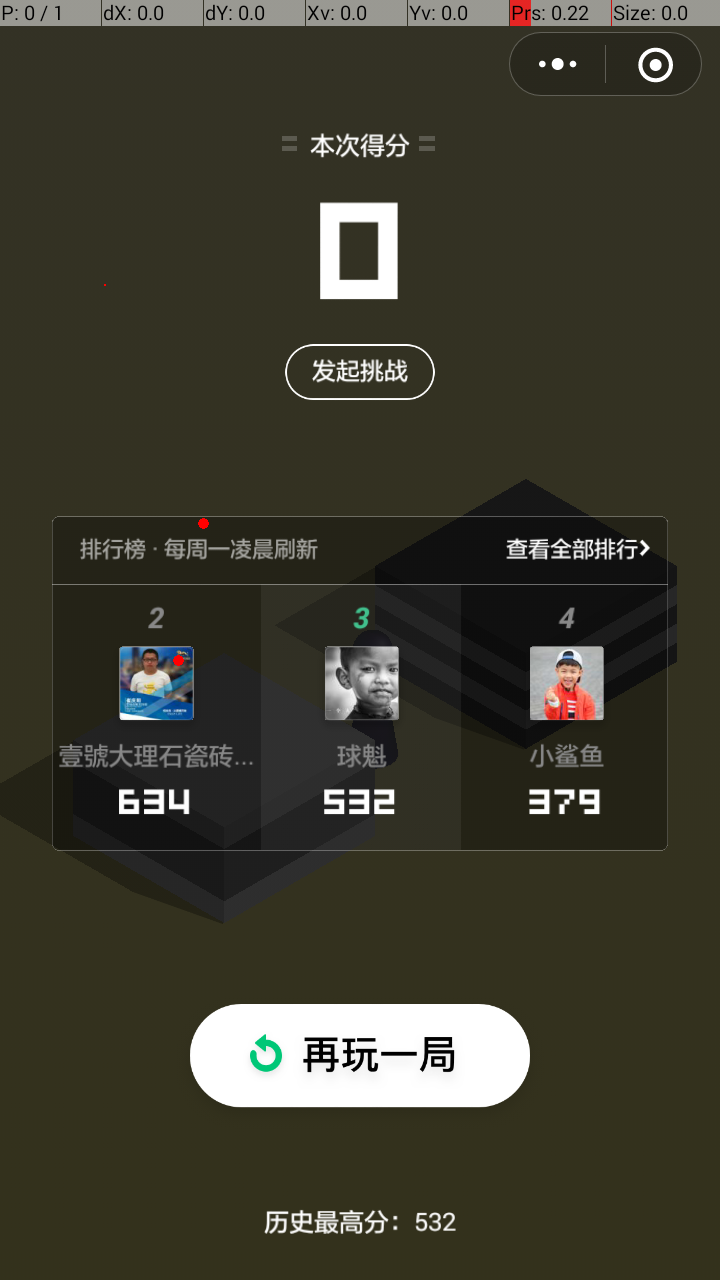 P: 0 / 1 dX: 0.0 dY: 0.0 Xv: 0.0 Yv: 0.0 Prs: 0.22 Size: 0.0
本次得分
0
发起挑战
排行榜 · 每周一凌晨刷新 查看全部排行
2 3 4
壹號大理石瓷砖... 球魁 小鲨鱼
634 532 379
再玩一局
历史最高分：532